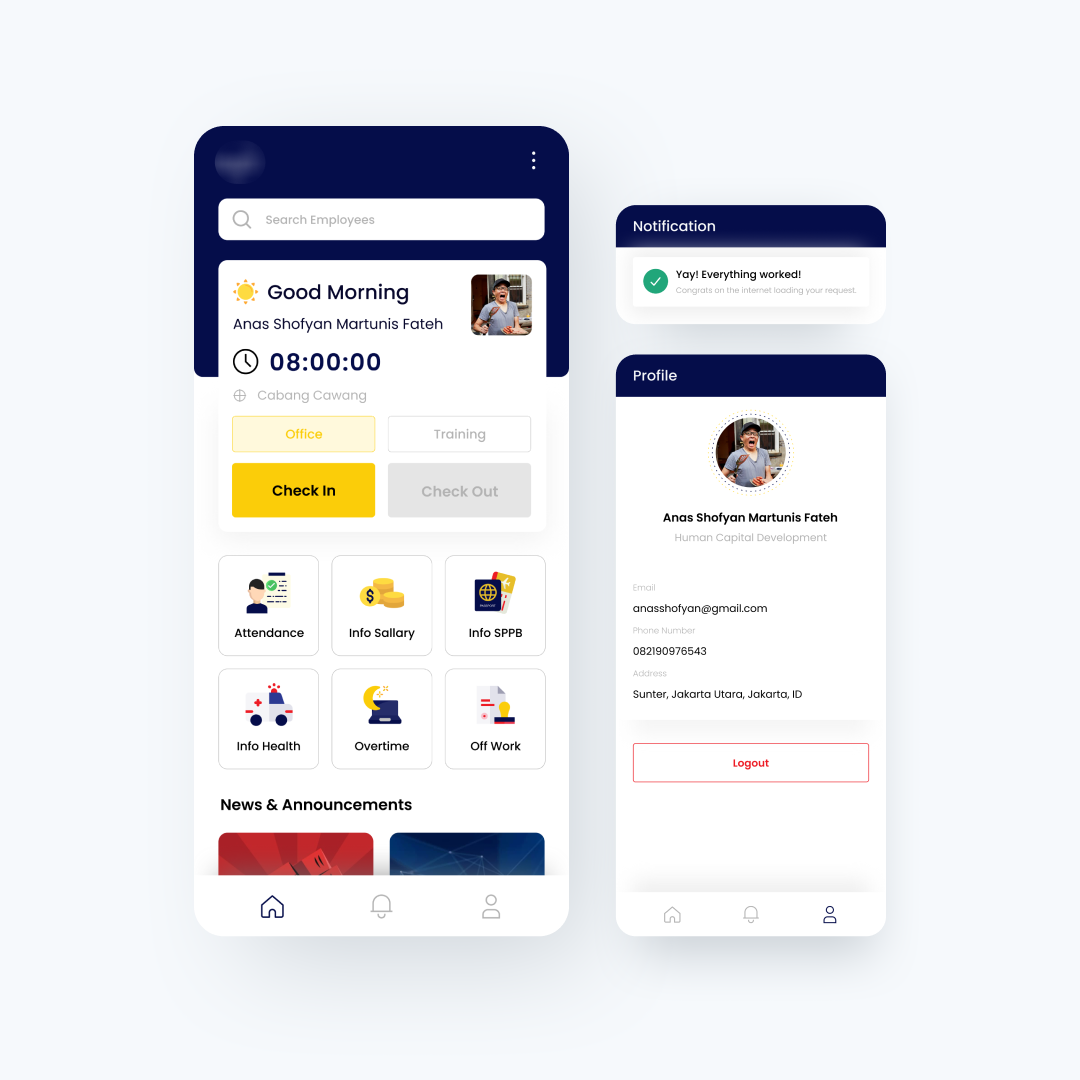 Search Employees
Good Morning
Anas Shofyan Martunis Fateh
08:00:00
Cabang Cawang
Office
Training
Check In
Check Out
Attendance
Info Sallary
PASSPORT
Info SPPB
Info Health
Overtime
Off Work
News & Announcements
Notification
Yay! Everything worked!
Congrats on the internet loading your request.
Profile
Anas Shofyan Martunis Fateh
Human Capital Development
Email
anasshofyan@gmail.com
Phone Number
082190976543
Address
Sunter, Jakarta Utara, Jakarta, ID
Logout